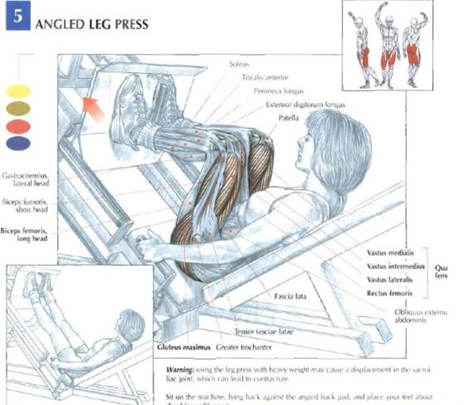 5 ANGLED LEG PRESS
Soleus
Tibialis anterior
Peroneus longus
Extensor digitorum longus
Patella
Gastrocnemius,
lateral head
Biceps femoris,
short head
Biceps femoris,
long head
Vastus medialis
Vastus intermedius
Vastus lateralis
Rectus femoris
Qua
fem
Obliquus externu
abdominis
Fascia lata
Tensor fasciae latae
Gluteus maximus Greater trochanter
Warning: using the leg press with heavy weight may cause a displacement in the sacroil-
iac joint, which can lead to contracture.
Sit on the machine, lying back against the angled back pad, and place your feet about